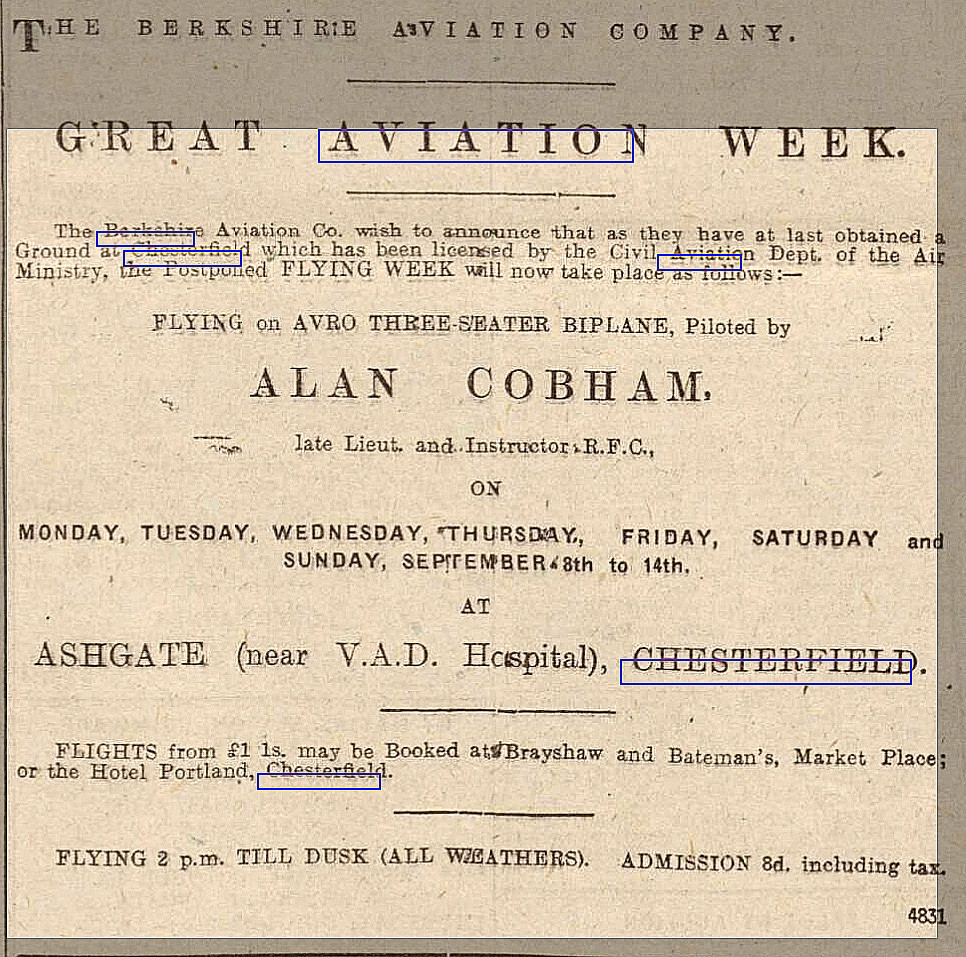 THE BERKSHIRE AVIATION COMPANY.
GREAT AVIATION WEEK.
The Berkshire Aviation Co. wish to announce that as they have at last obtained a
Ground at Chesterfield which has been licensed by the Civil Aviation Dept. of the Air
Ministry, the Postponed FLYING WEEK will now take place as follows:—
FLYING on AVRO THREE-SEATER BIPLANE, Piloted by
ALAN COBHAM,
late Lieut. and Instructor R.F.C.,
ON
MONDAY, TUESDAY, WEDNESDAY, THURSDAY, FRIDAY, SATURDAY and
SUNDAY, SEPTEMBER 8th to 14th,
AT
ASHGATE (near V.A.D. Hospital), CHESTERFIELD.
FLIGHTS from £1 1s. may be Booked at Brayshaw and Bateman's, Market Place;
or the Hotel Portland, Chesterfield.
FLYING 2 p.m. TILL DUSK (ALL WEATHERS). ADMISSION 8d. including tax.
4831